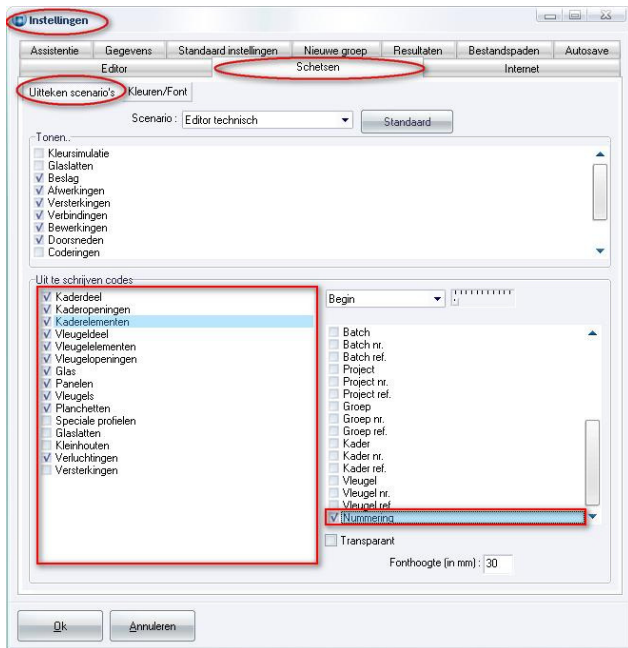 Instellingen
Assistentie Gegevens Standaard instellingen Nieuwe groep Resultaten Bestandspaden Autosave
Editor Schetsen Internet
Uitteken scenario's Kleuren/Font
Scenario : Editor technisch Standaard
Tonen..
Kleursimulatie
Glaslatten
Beslag
Afwerkingen
Versterkingen
Verbindingen
Bewerkingen
Doorsneden
Coderingen
Uit te schrijven codes
Kaderdeel
Kaderopeningen
Kaderelementen
Vleugeldeel
Vleugelelementen
Vleugelopeningen
Glas
Panelen
Vleugels
Planchetten
Speciale profielen
Glaslatten
Kleinhouten
Verluchtingen
Versterkingen
Begin
Batch
Batch nr.
Batch ref.
Project
Project nr.
Project ref.
Groep
Groep nr.
Groep ref.
Kader
Kader nr.
Kader ref.
Vleugel
Vleugel nr.
Vleugel ref.
Nummering
Transparant
Fonthoogte (in mm) : 30
Ok Annuleren